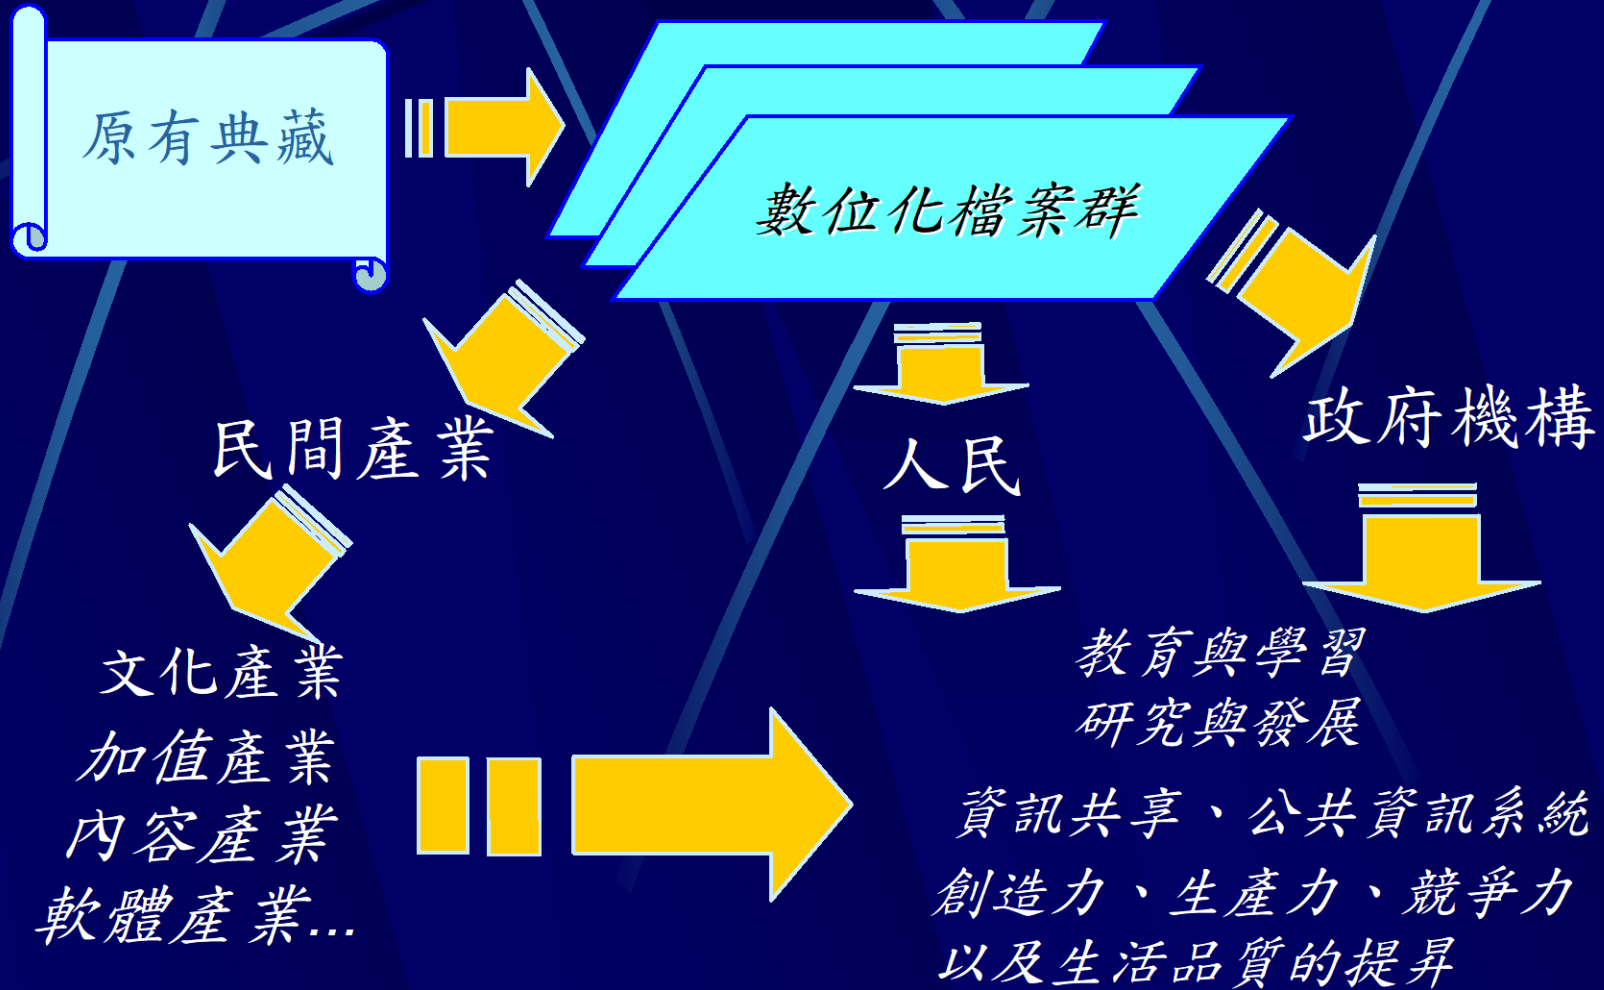 原有典藏
數位化檔案群
民間產業
人民
政府機構
文化產業
加值產業
內容產業
軟體產業...
教育與學習
研究與發展
資訊共享、公共資訊系統
創造力、生產力、競爭力
以及生活品質的提昇